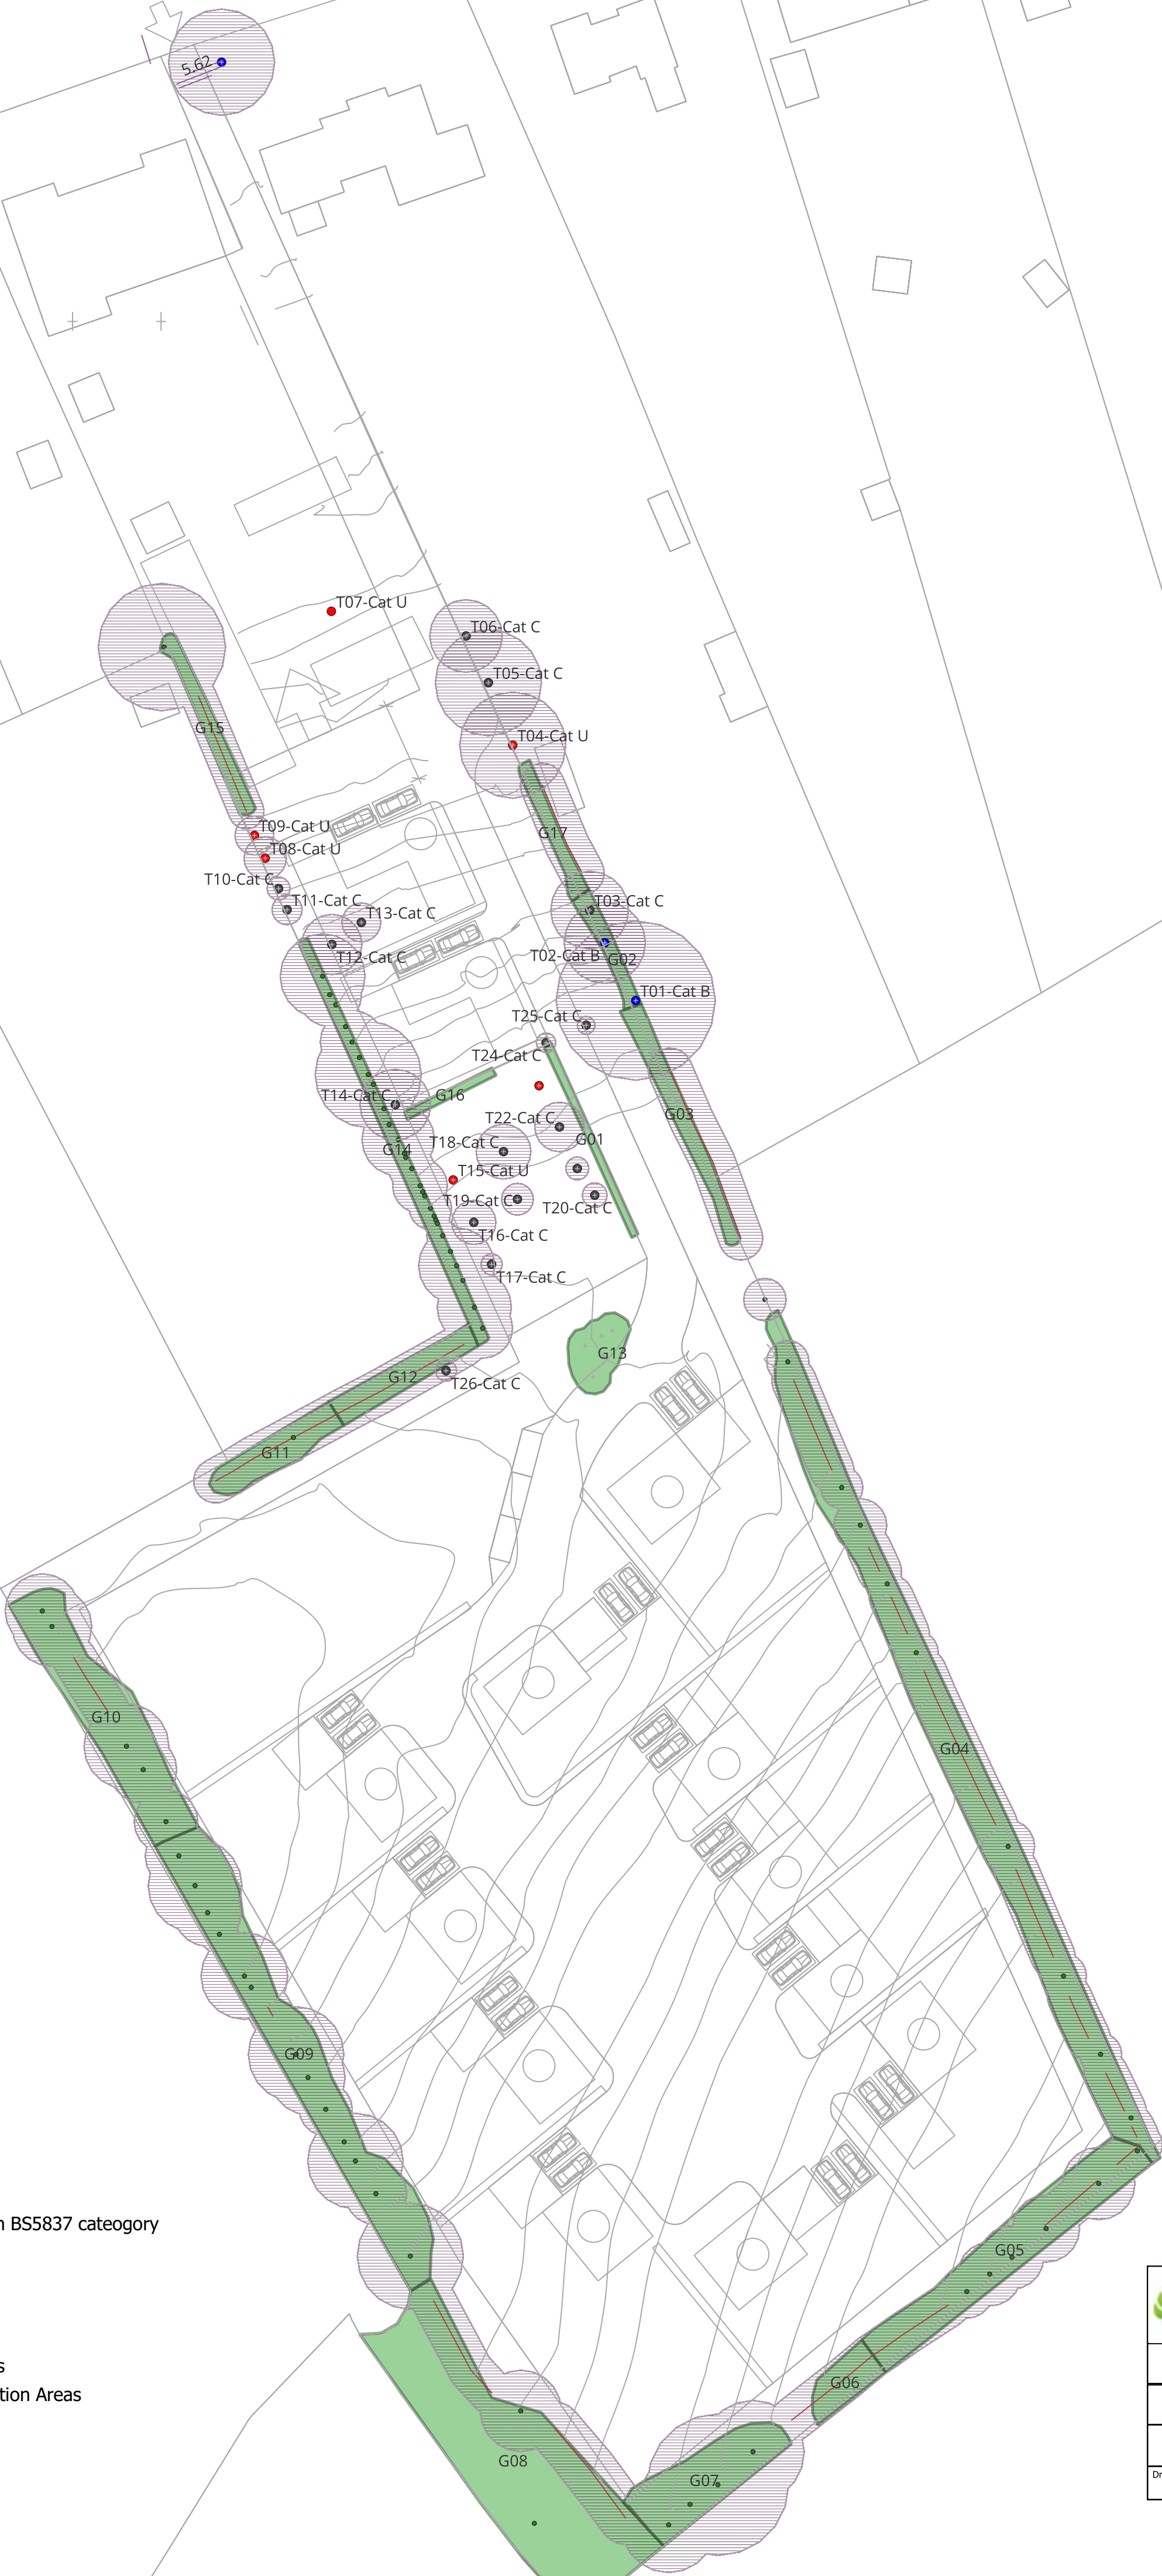 5.62
T07-Cat U
T06-Cat C
T05-Cat C
G15
T04-Cat U
T09-Cat U
G17
T08-Cat U
T10-Cat C
T11-Cat C
T03-Cat C
T13-Cat C
T12-Cat C
T02-Cat B
G02
T01-Cat B
T25-Cat C
T24-Cat C
T14-Cat C
G16
G03
T22-Cat C
G01
T18-Cat C
G14
T15-Cat U
T19-Cat C
T20-Cat C
T16-Cat C
T17-Cat C
G13
G12
T26-Cat C
G11
G10
G04
G09
BS5837 cateogory
G05
tion Areas
G06
G08
G07
Dr